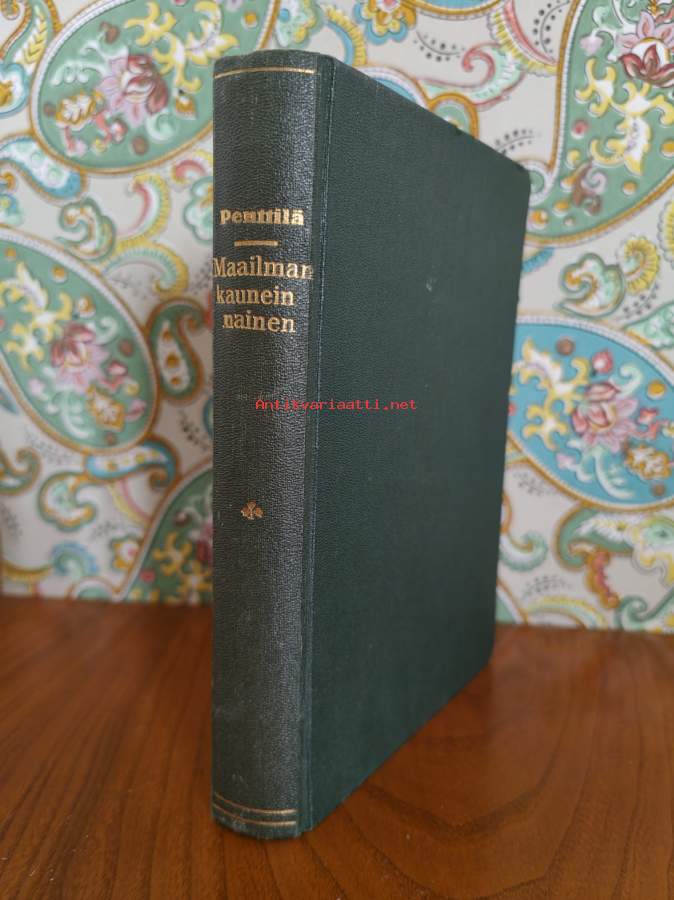 Penttilä
Maailman
kaunein
nainen
Antikvariaatti.net